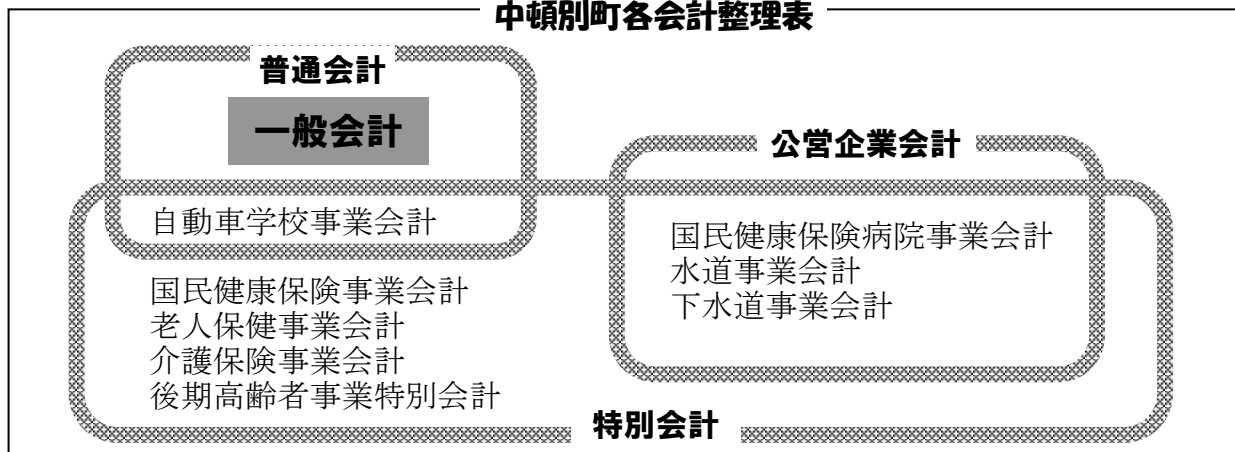 中頓別町各会計整理表
普通会計
一般会計
自動車学校事業会計
国民健康保険事業会計
老人保健事業会計
介護保険事業会計
後期高齢者事業特別会計
公営企業会計
国民健康保険病院事業会計
水道事業会計
下水道事業会計
特別会計